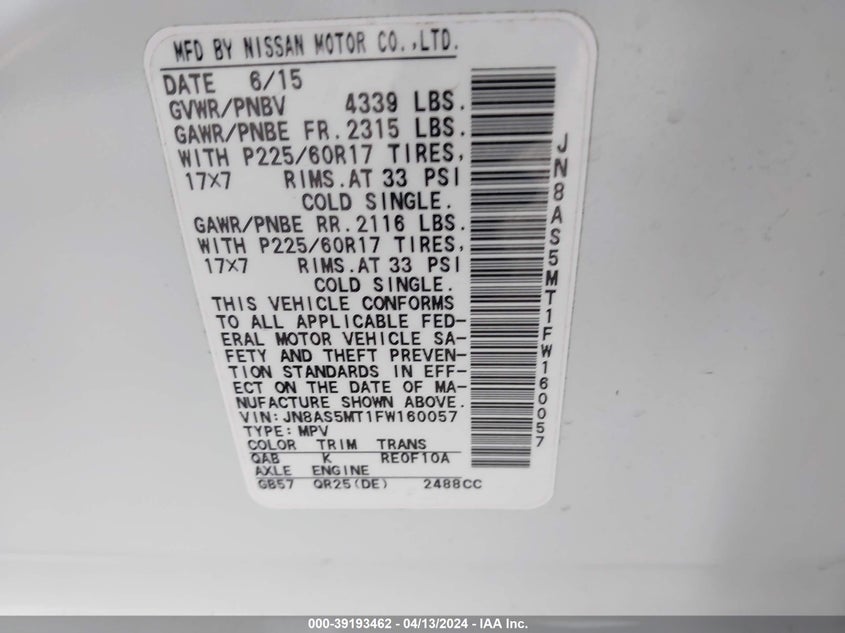 MFD BY NISSAN MOTOR CO.,LTD.
DATE 6/15
GVWR/PNBV 4339 LBS.
GAWR/PNBE FR. 2315 LBS.
WITH P225/60R17 TIRES,
17×7 RIMS.AT 33 PSI
COLD SINGLE.
GAWR/PNBE RR. 2116 LBS.
WITH P225/60R17 TIRES,
17×7 RIMS.AT 33 PSI
COLD SINGLE.
THIS VEHICLE CONFORMS
TO ALL APPLICABLE FED-
ERAL MOTOR VEHICLE SA-
FETY AND THEFT PREVEN-
TION STANDARDS IN EFF-
ECT ON THE DATE OF MA-
NUFACTURE SHOWN ABOVE.
VIN:JN8AS5MT1FW160057
TYPE:MPV
COLOR TRIM TRANS
QAB K RE0F10A
AXLE ENGINE
GB57 QR25(DE) 2488CC
JN8AS5MT1FW160057
000-39193462 - 04/13/2024 - IAA Inc.